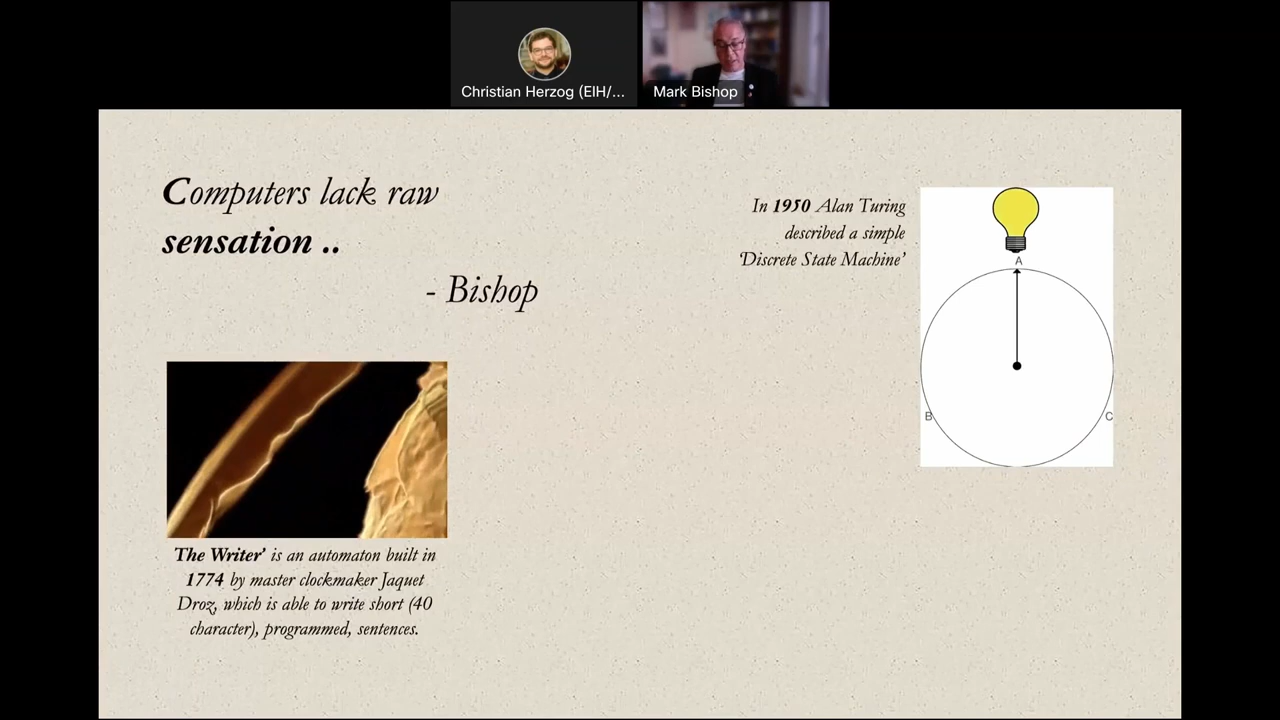 Christian Herzog (EIH/...
Mark Bishop
Computers lack raw
sensation ..
- Bishop
In 1950 Alan Turing
described a simple
'Discrete State Machine'
A
B
C
'The Writer' is an automaton built in
1774 by master clockmaker Jaquet
Droz, which is able to write short (40
character), programmed, sentences.